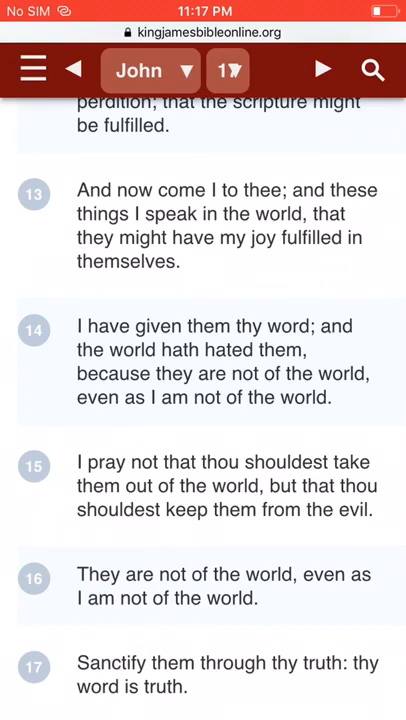 No SIM 11:17 PM
kingjamesbibleonline.org
John 17
perdition; that the scripture might
be fulfilled.
13 And now come I to thee; and these
things I speak in the world, that
they might have my joy fulfilled in
themselves.
14 I have given them thy word; and
the world hath hated them,
because they are not of the world,
even as I am not of the world.
15 I pray not that thou shouldest take
them out of the world, but that thou
shouldest keep them from the evil.
16 They are not of the world, even as
I am not of the world.
17 Sanctify them through thy truth: thy
word is truth.